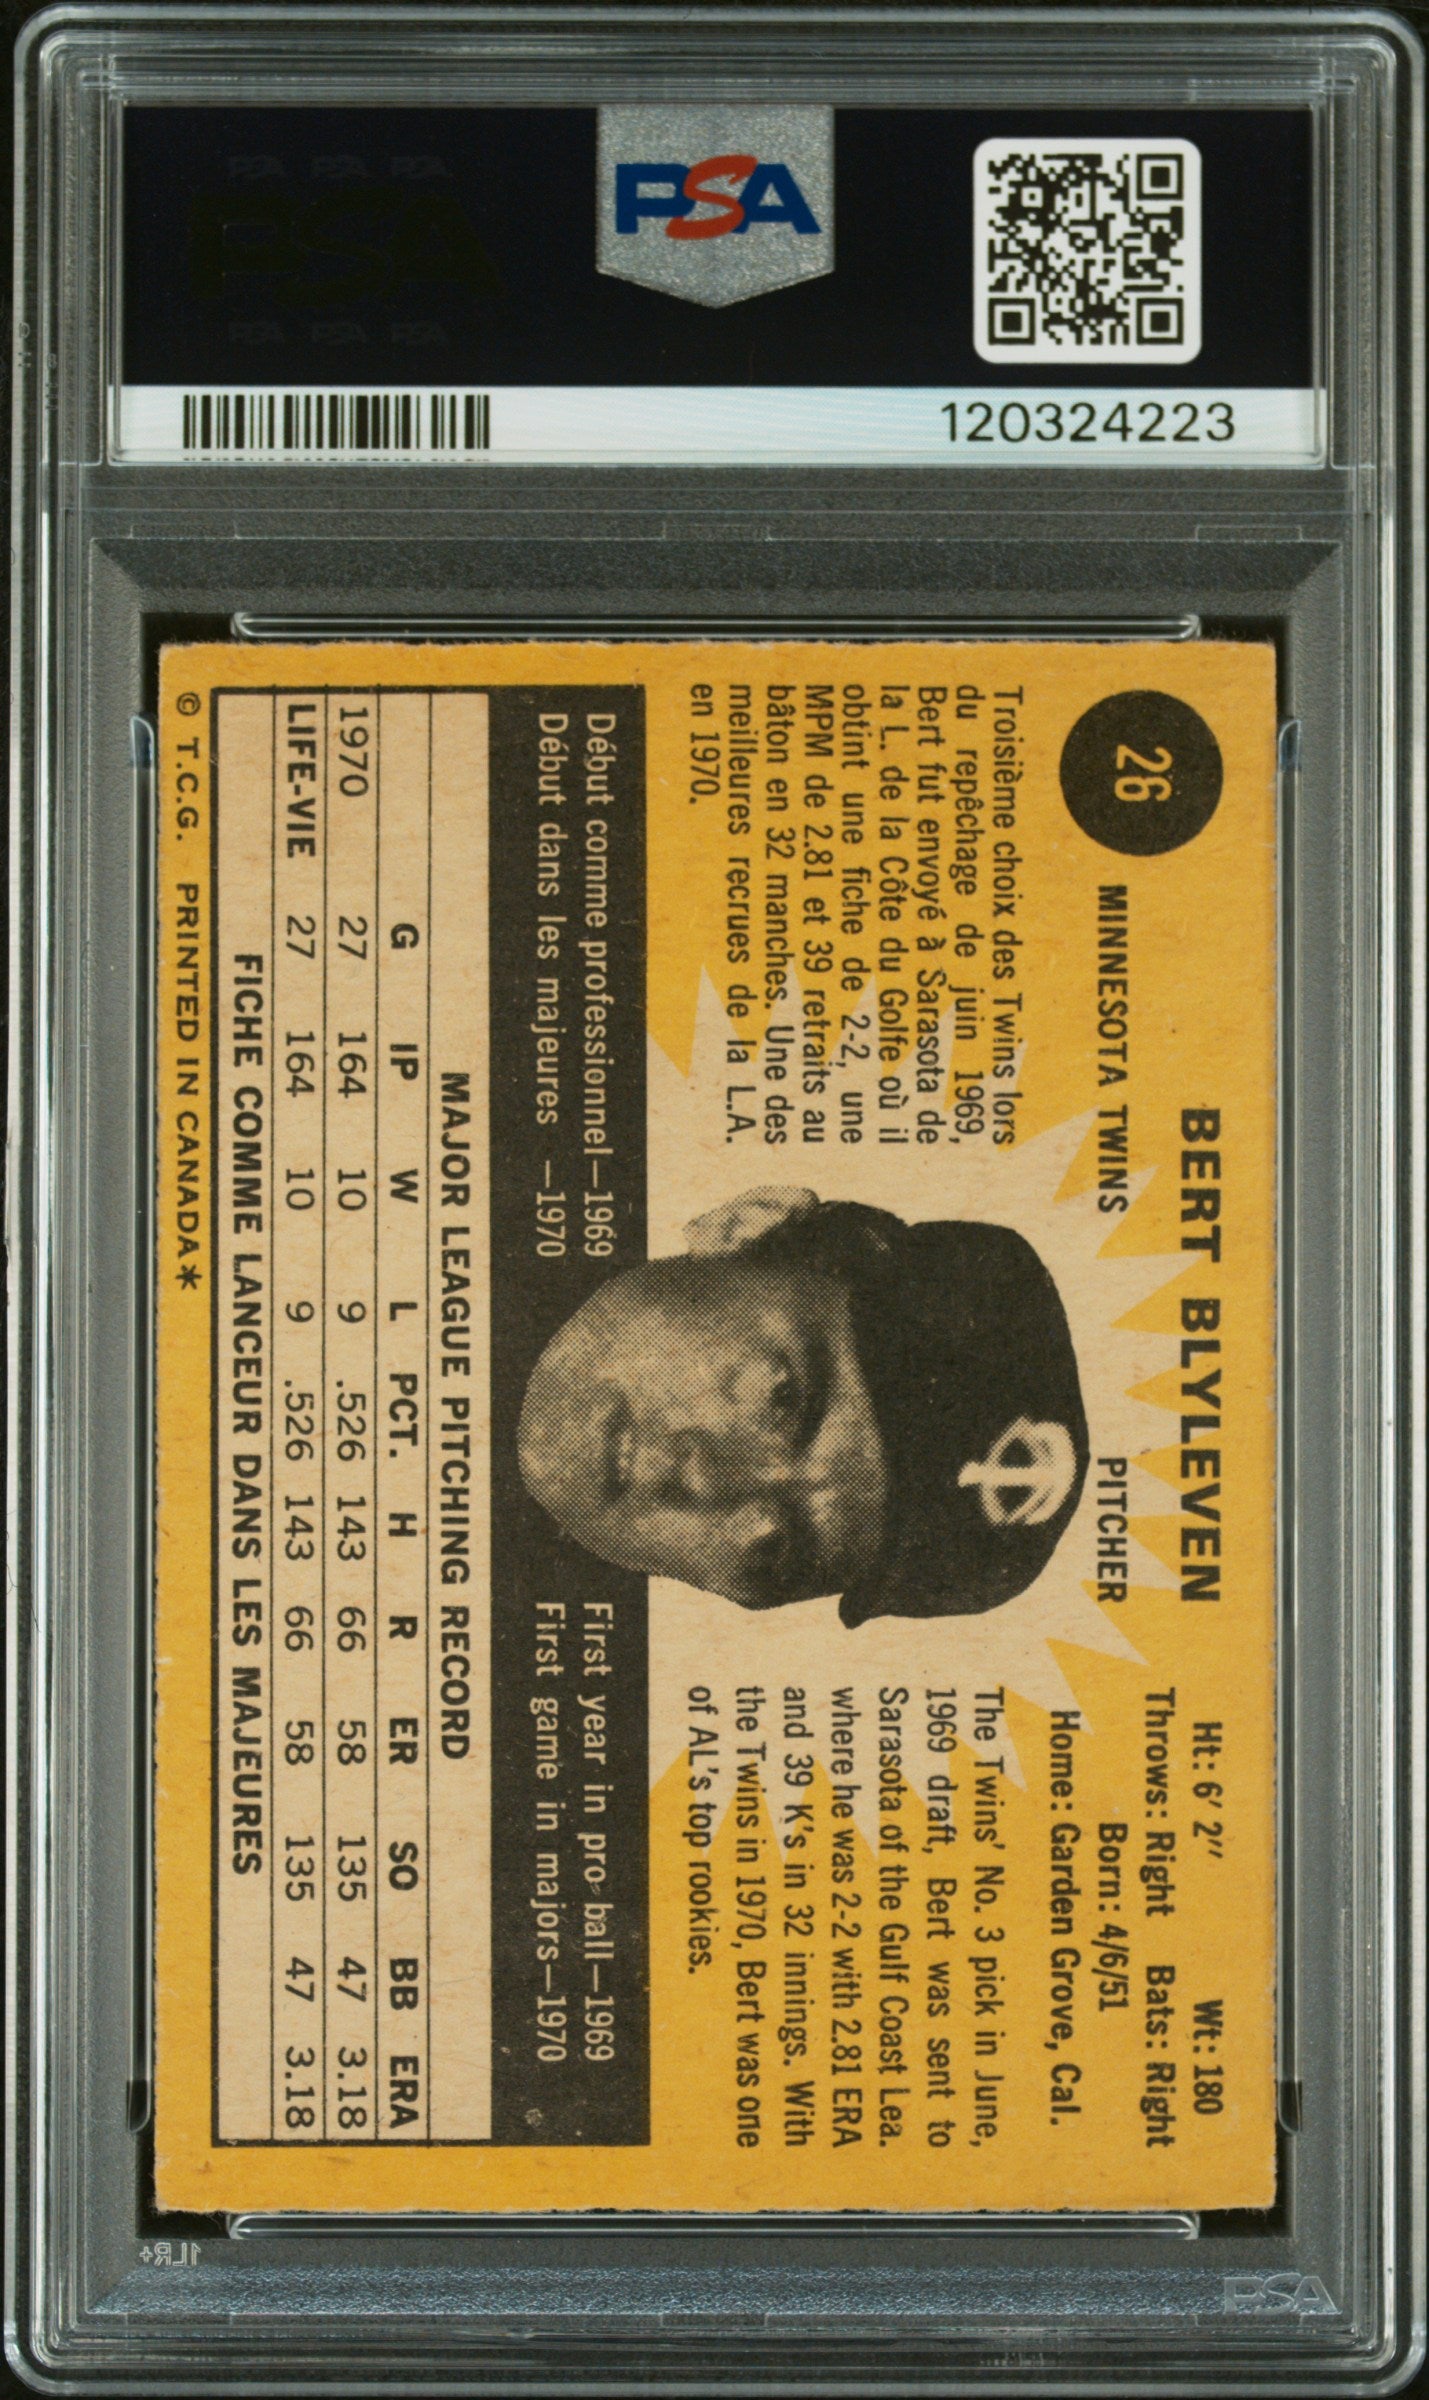 PSA
120324223
26
BERT BLYLEVEN
MINNESOTA TWINS PITCHER
Ht: 6' 2" Wt: 180
Throws: Right Bats: Right
Born: 4/6/51
Home: Garden Grove, Cal.
Troisième choix des Twins lors
du repêchage de juin 1969,
Bert fut envoyé à Sarasota de
la L. de la Côte du Golfe où il
obtint une fiche de 2-2, une
MPM de 2.81 et 39 retraits au
bâton en 32 manches. Une des
meilleures recrues de la L.A.
en 1970.
The Twins' No. 3 pick in June,
1969 draft, Bert was sent to
Sarasota of the Gulf Coast Lea.
where he was 2-2 with 2.81 ERA
and 39 K's in 32 innings. With
the Twins in 1970, Bert was one
of AL's top rookies.
Début comme professionnel—1969
Début dans les majeures —1970
First year in pro ball—1969
First game in majors—1970
MAJOR LEAGUE PITCHING RECORD
G IP W L PCT. H R ER SO BB ERA
1970 27 164 10 9 .526 143 66 58 135 47 3.18
LIFE-VIE 27 164 10 9 .526 143 66 58 135 47 3.18
FICHE COMME LANCEUR DANS LES MAJEURES
© T.C.G. PRINTED IN CANADA*
1LR+
PSA